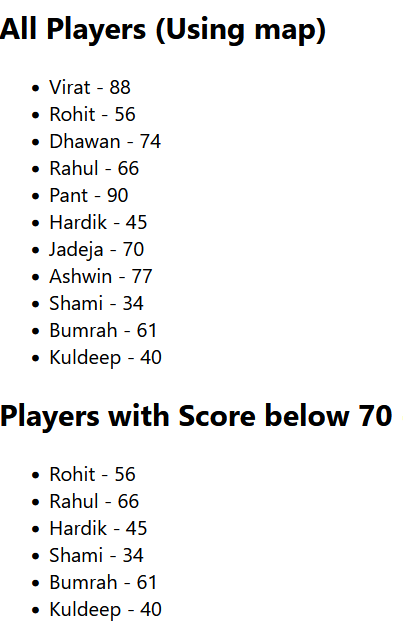 All Players (Using map)
• Virat - 88
• Rohit - 56
• Dhawan - 74
• Rahul - 66
• Pant - 90
• Hardik - 45
• Jadeja - 70
• Ashwin - 77
• Shami - 34
• Bumrah - 61
• Kuldeep - 40
Players with Score below 70
• Rohit - 56
• Rahul - 66
• Hardik - 45
• Shami - 34
• Bumrah - 61
• Kuldeep - 40